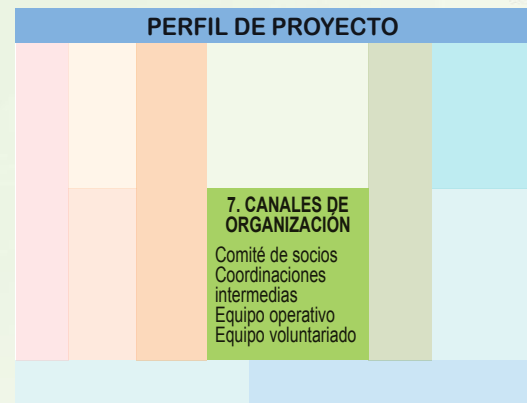 PERFIL DE PROYECTO
7. CANALES DE
ORGANIZACIÓN
Comité de socios
Coordinaciones
intermedias
Equipo operativo
Equipo voluntariado